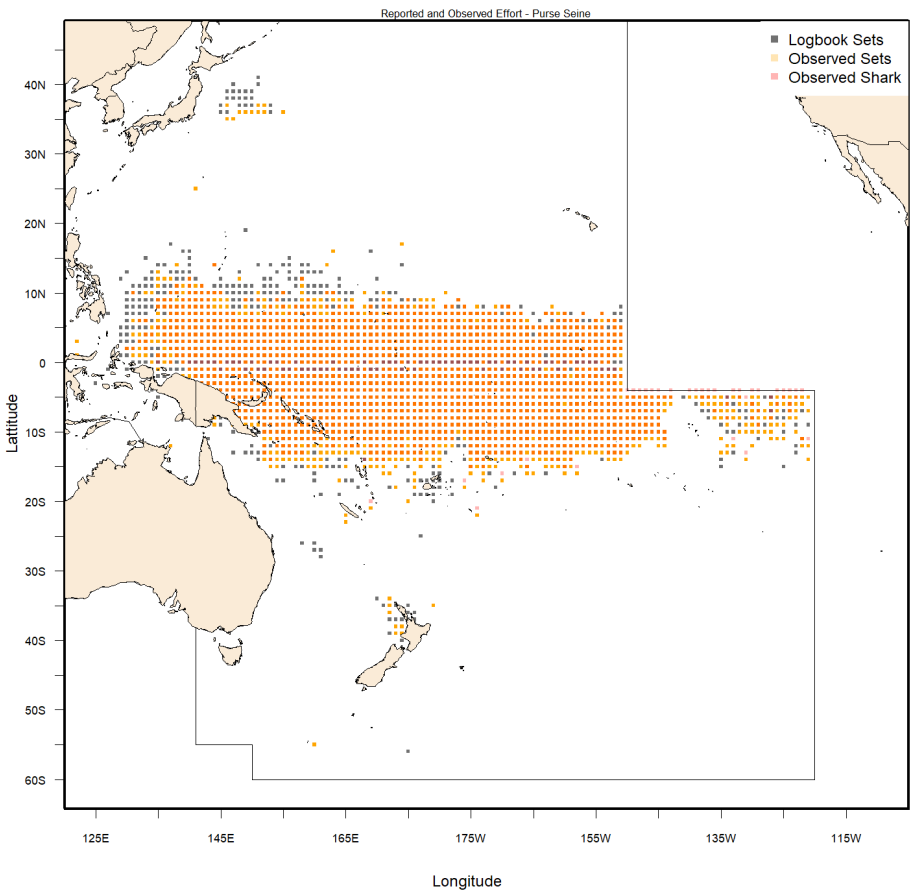 Reported and Observed Effort - Purse Seine
Logbook Sets
Observed Sets
Observed Shark
40N
30N
20N
10N
0
10S
20S
30S
40S
50S
60S
Lattitude
125E 145E 165E 175W 155W 135W 115W
Longitude